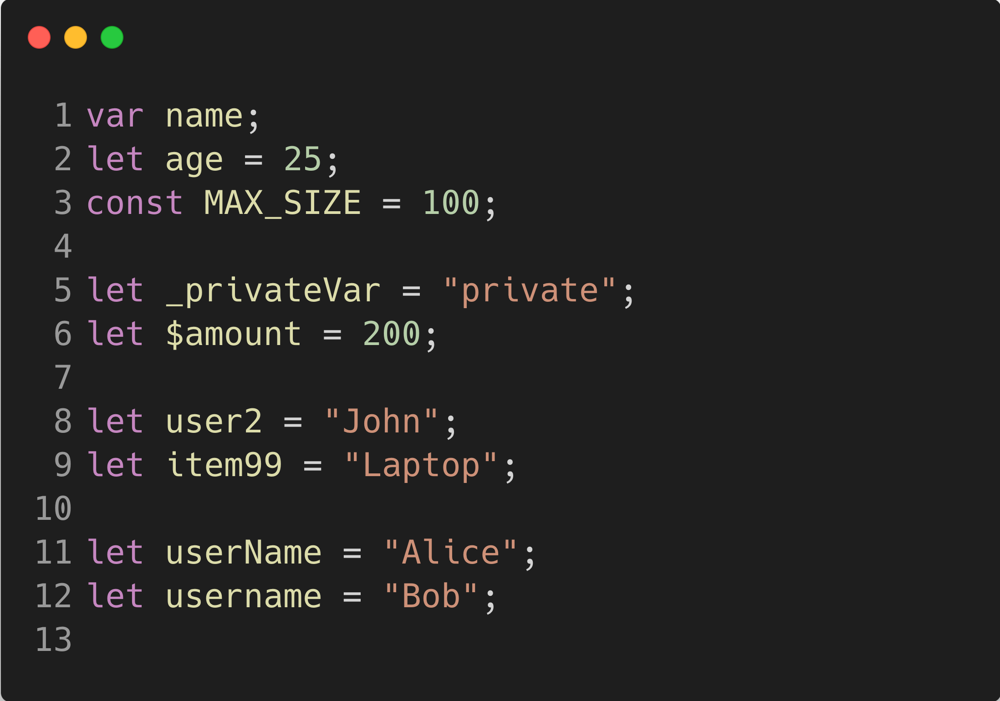 1 var name;
2 let age = 25;
3 const MAX_SIZE = 100;
4
5 let _privateVar = "private";
6 let $amount = 200;
7
8 let user2 = "John";
9 let item99 = "Laptop";
10
11 let userName = "Alice";
12 let username = "Bob";
13